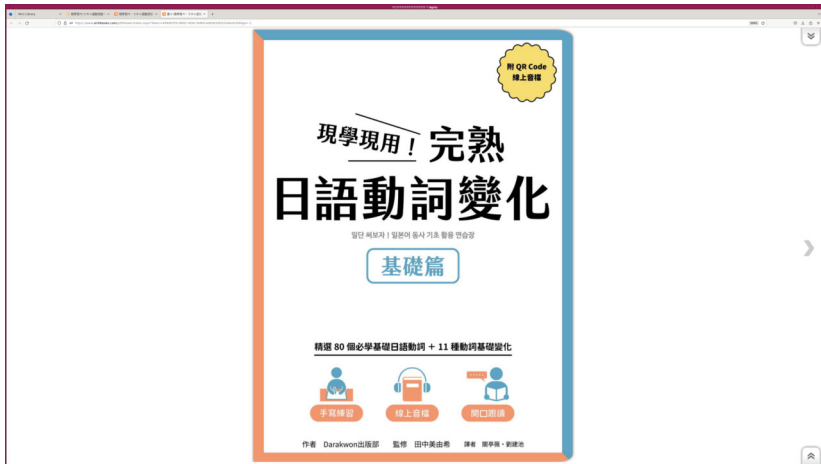 附 QR Code
線上音檔
現學現用！完熟
日語動詞變化
일단 써보자！일본어 동사 기초 활용 연습장
基礎篇
精選 80 個必學基礎日語動詞 + 11 種動詞基礎變化
手寫練習
線上音檔
開口跟讀
作者 Darakwon出版部 監修 田中美由希 譯者 關亭薇・劉建池